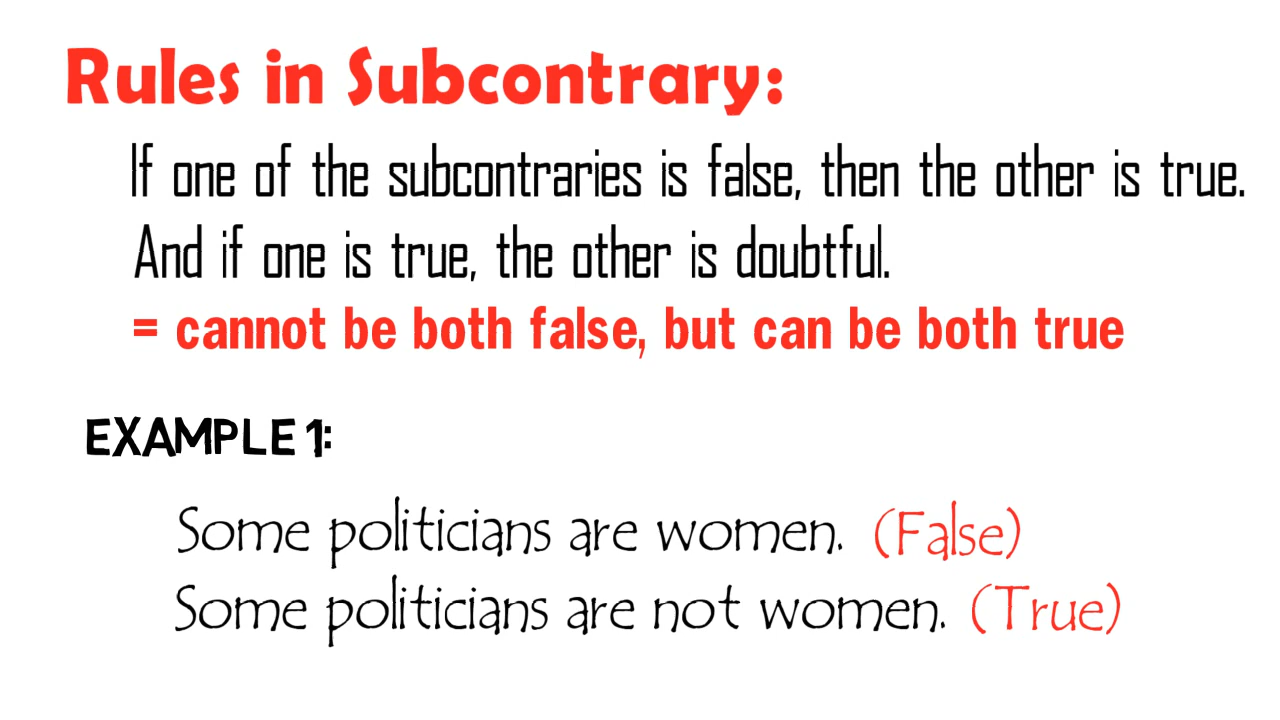 Rules in Subcontrary:
If one of the subcontraries is false, then the other is true.
And if one is true, the other is doubtful.
= cannot be both false, but can be both true
EXAMPLE 1:
Some politicians are women. (False)
Some politicians are not women. (True)